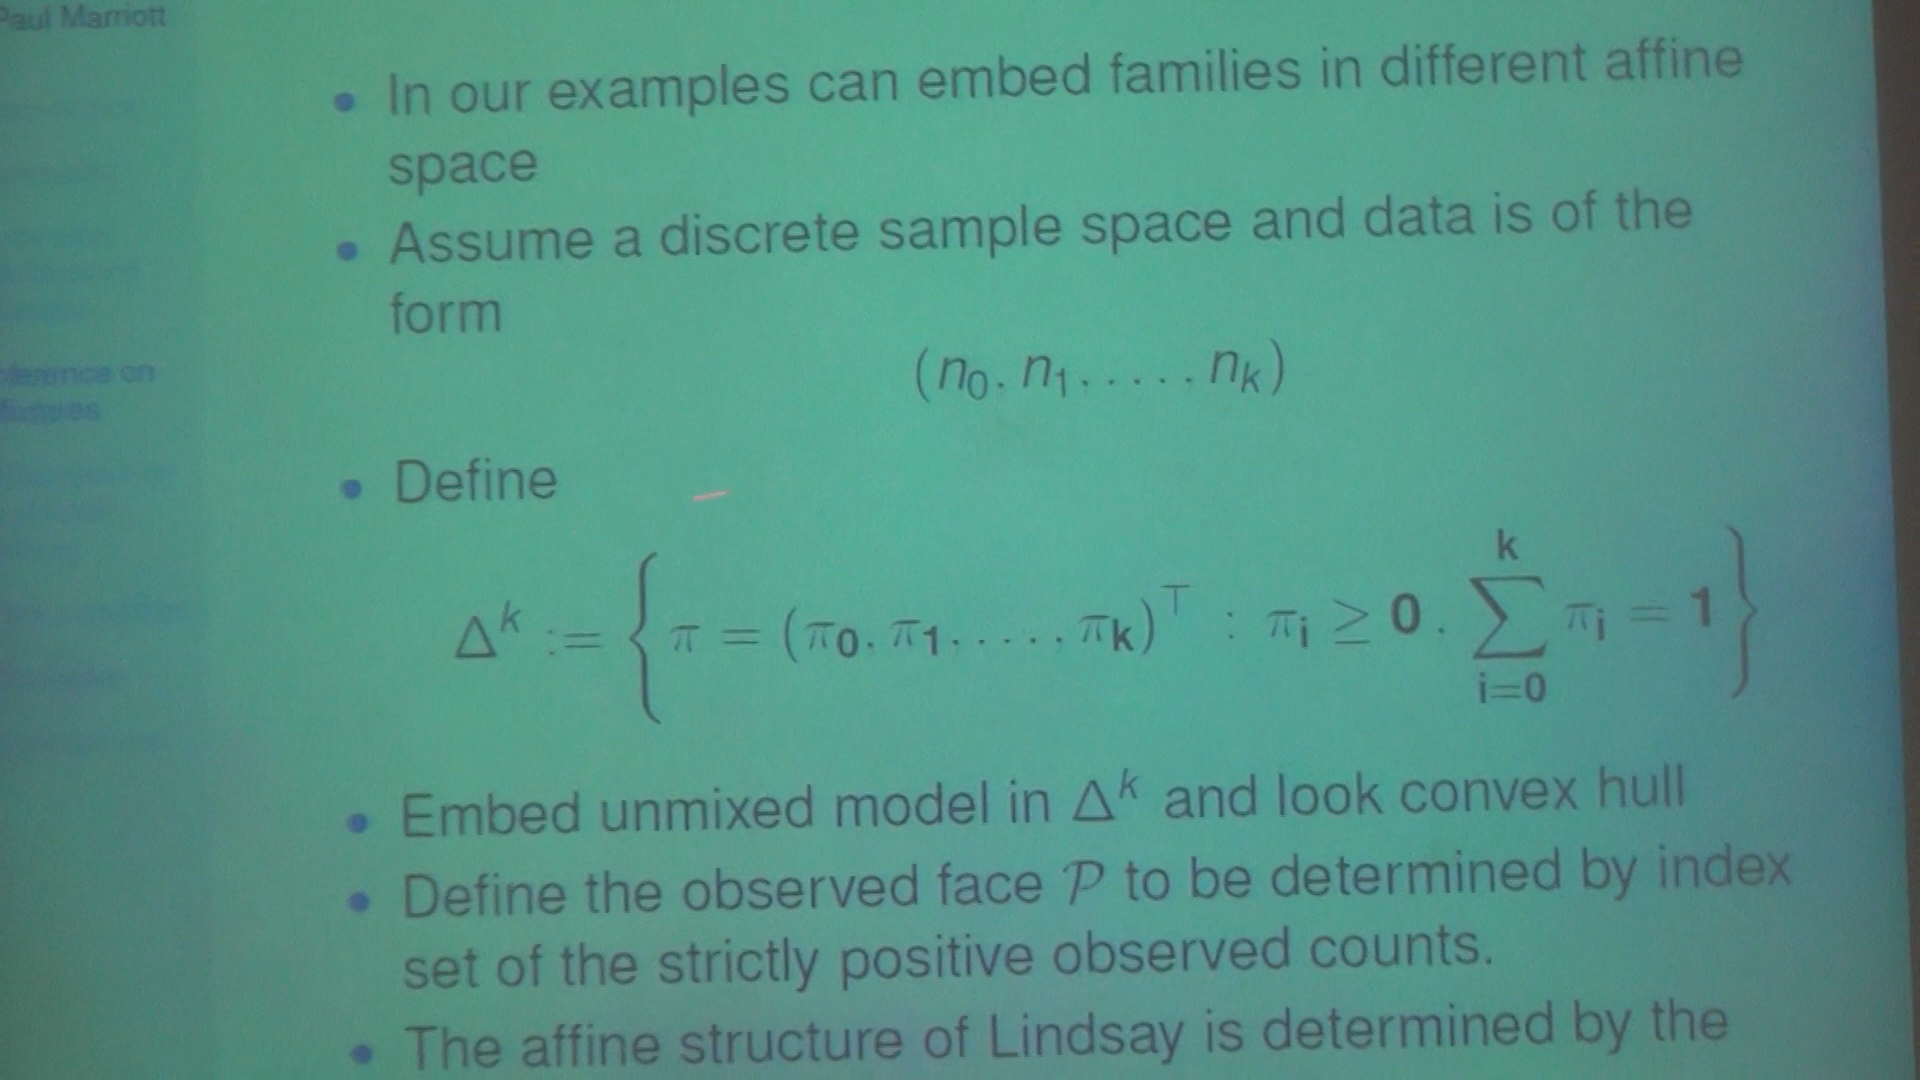 Paul Marriott
• In our examples can embed families in different affine
space
• Assume a discrete sample space and data is of the
form
(n₀, n₁, . . . , nₖ)
• Define
Δᵏ := { π = (π₀, π₁, . . . , πₖ)ᵀ : πᵢ ≥ 0, ∑ᵢ₌₀ᵏ πᵢ = 1 }
• Embed unmixed model in Δᵏ and look convex hull
• Define the observed face 𝒫 to be determined by index
set of the strictly positive observed counts.
• The affine structure of Lindsay is determined by the